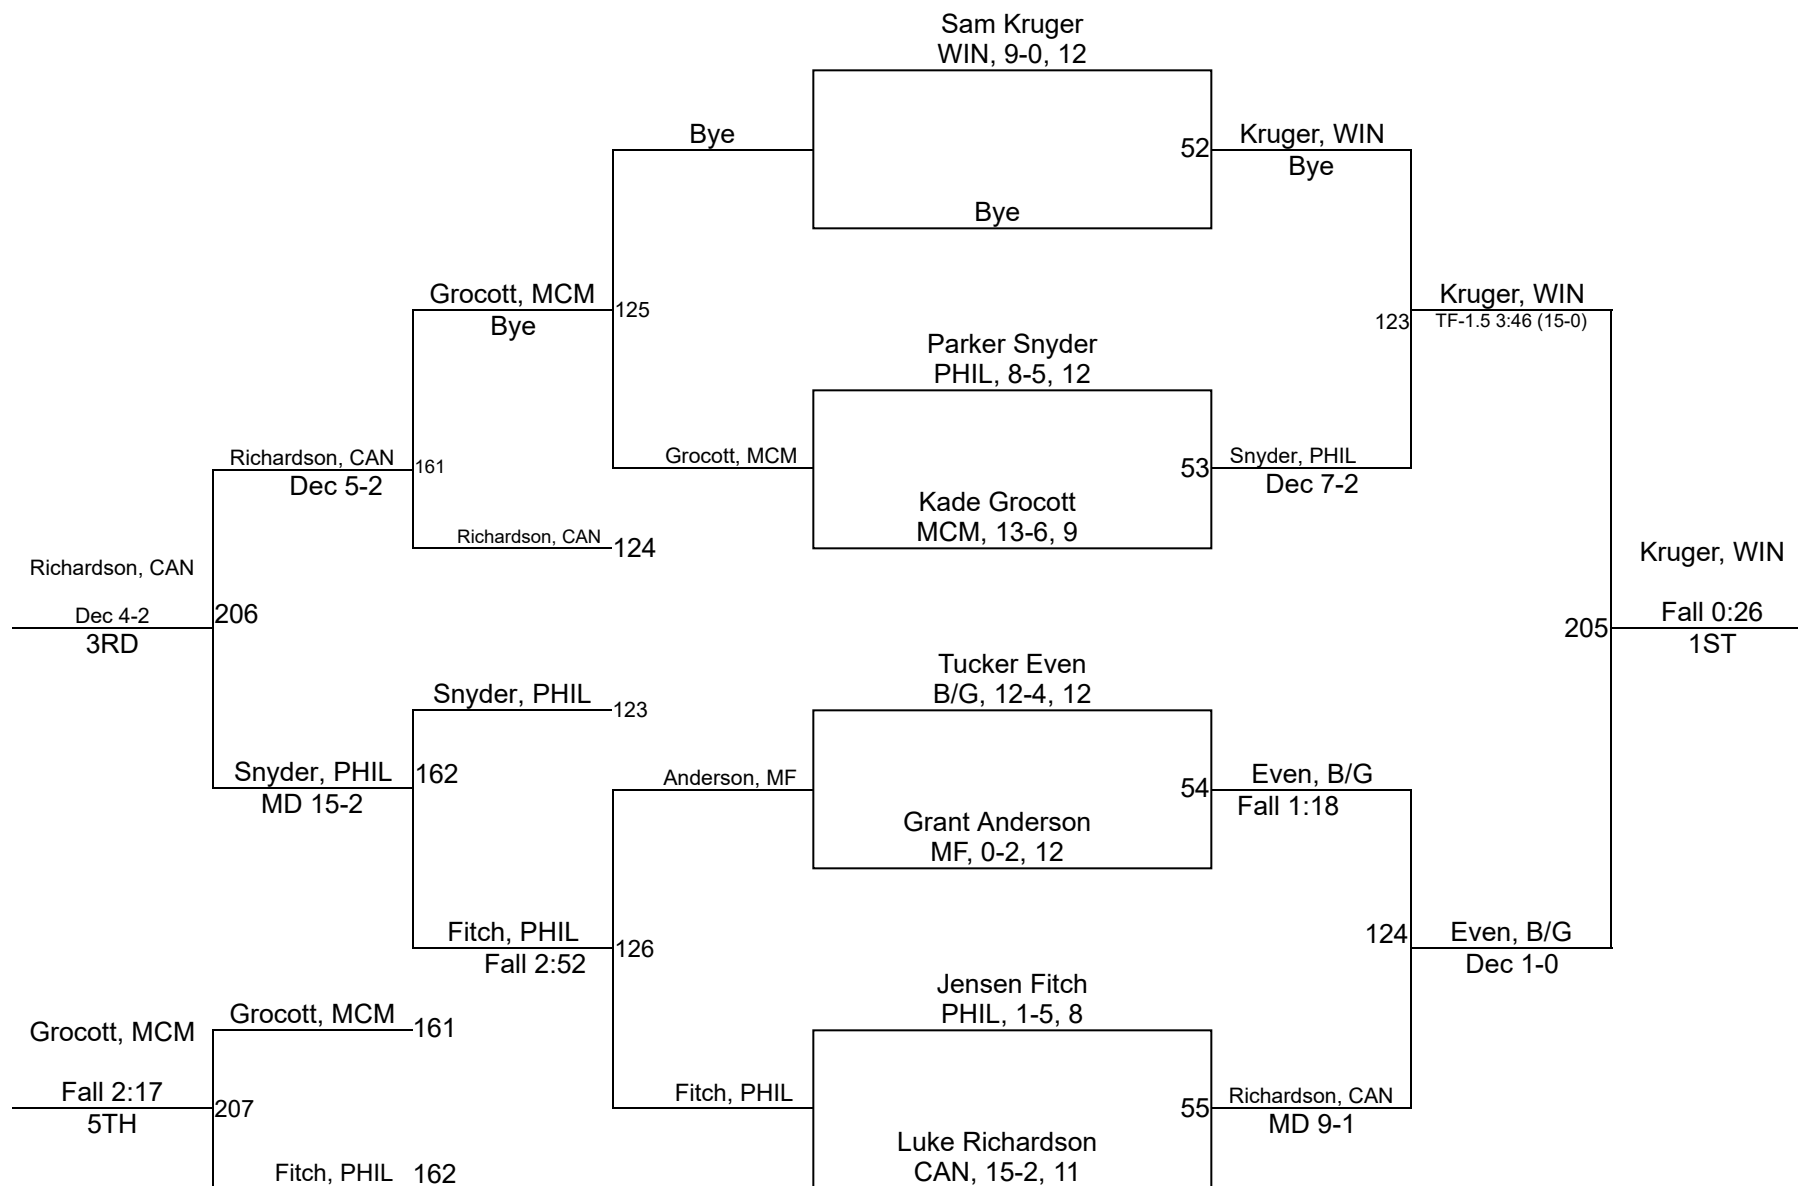 Sam Kruger
WIN, 9-0, 12
Bye
52
Kruger, WIN
Bye
Bye
Grocott, MCM
Bye
125
Kruger, WIN
TF-1.5 3:46 (15-0)
123
Parker Snyder
PHIL, 8-5, 12
Richardson, CAN
Dec 5-2
161
Grocott, MCM
53
Snyder, PHIL
Dec 7-2
Kade Grocott
MCM, 13-6, 9
Richardson, CAN
124
Richardson, CAN
Dec 4-2
3RD
206
Kruger, WIN
Fall 0:26
1ST
205
Tucker Even
B/G, 12-4, 12
Snyder, PHIL
123
Snyder, PHIL
MD 15-2
162
Anderson, MF
54
Even, B/G
Fall 1:18
Grant Anderson
MF, 0-2, 12
Fitch, PHIL
Fall 2:52
126
124
Even, B/G
Dec 1-0
Jensen Fitch
PHIL, 1-5, 8
Grocott, MCM
161
Grocott, MCM
Fall 2:17
5TH
207
Fitch, PHIL
55
Richardson, CAN
MD 9-1
Luke Richardson
CAN, 15-2, 11
Fitch, PHIL
162